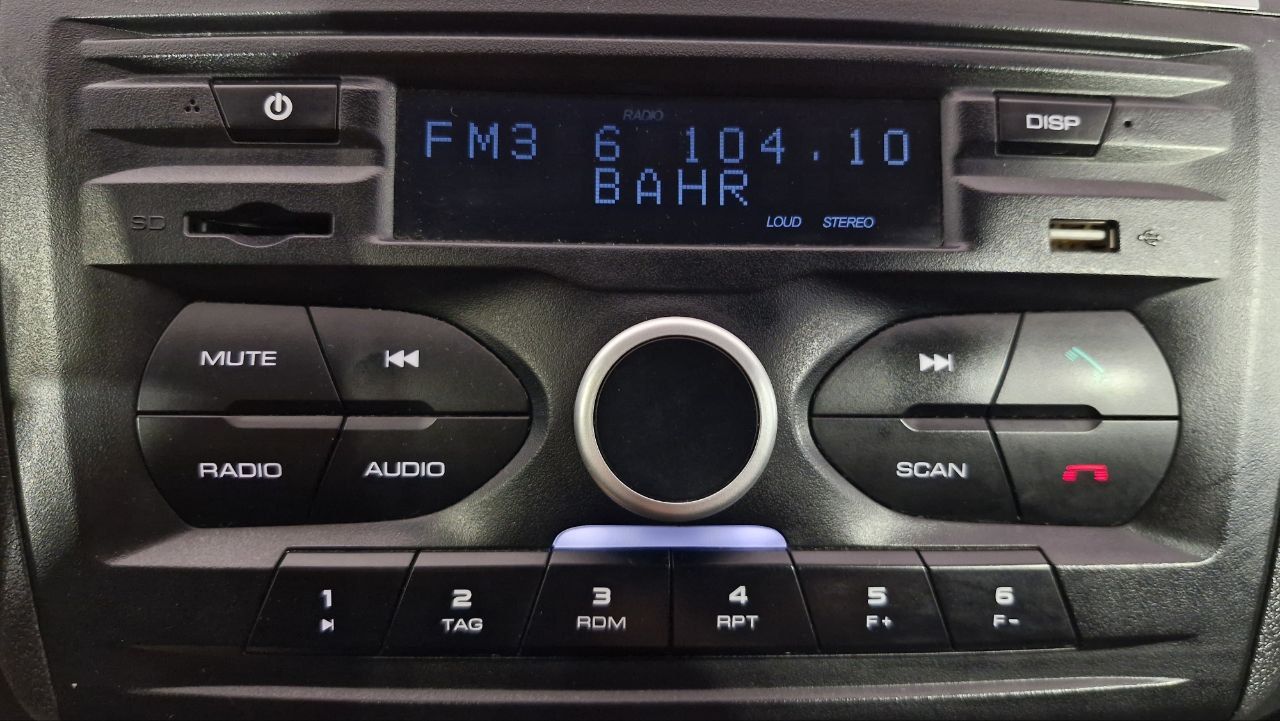 RADIO
FM3 6 104.10
BAHR
LOUD STEREO
DISP
SD
MUTE
RADIO
AUDIO
SCAN
1
2 TAG
3 RDM
4 RPT
5 F+
6 F-